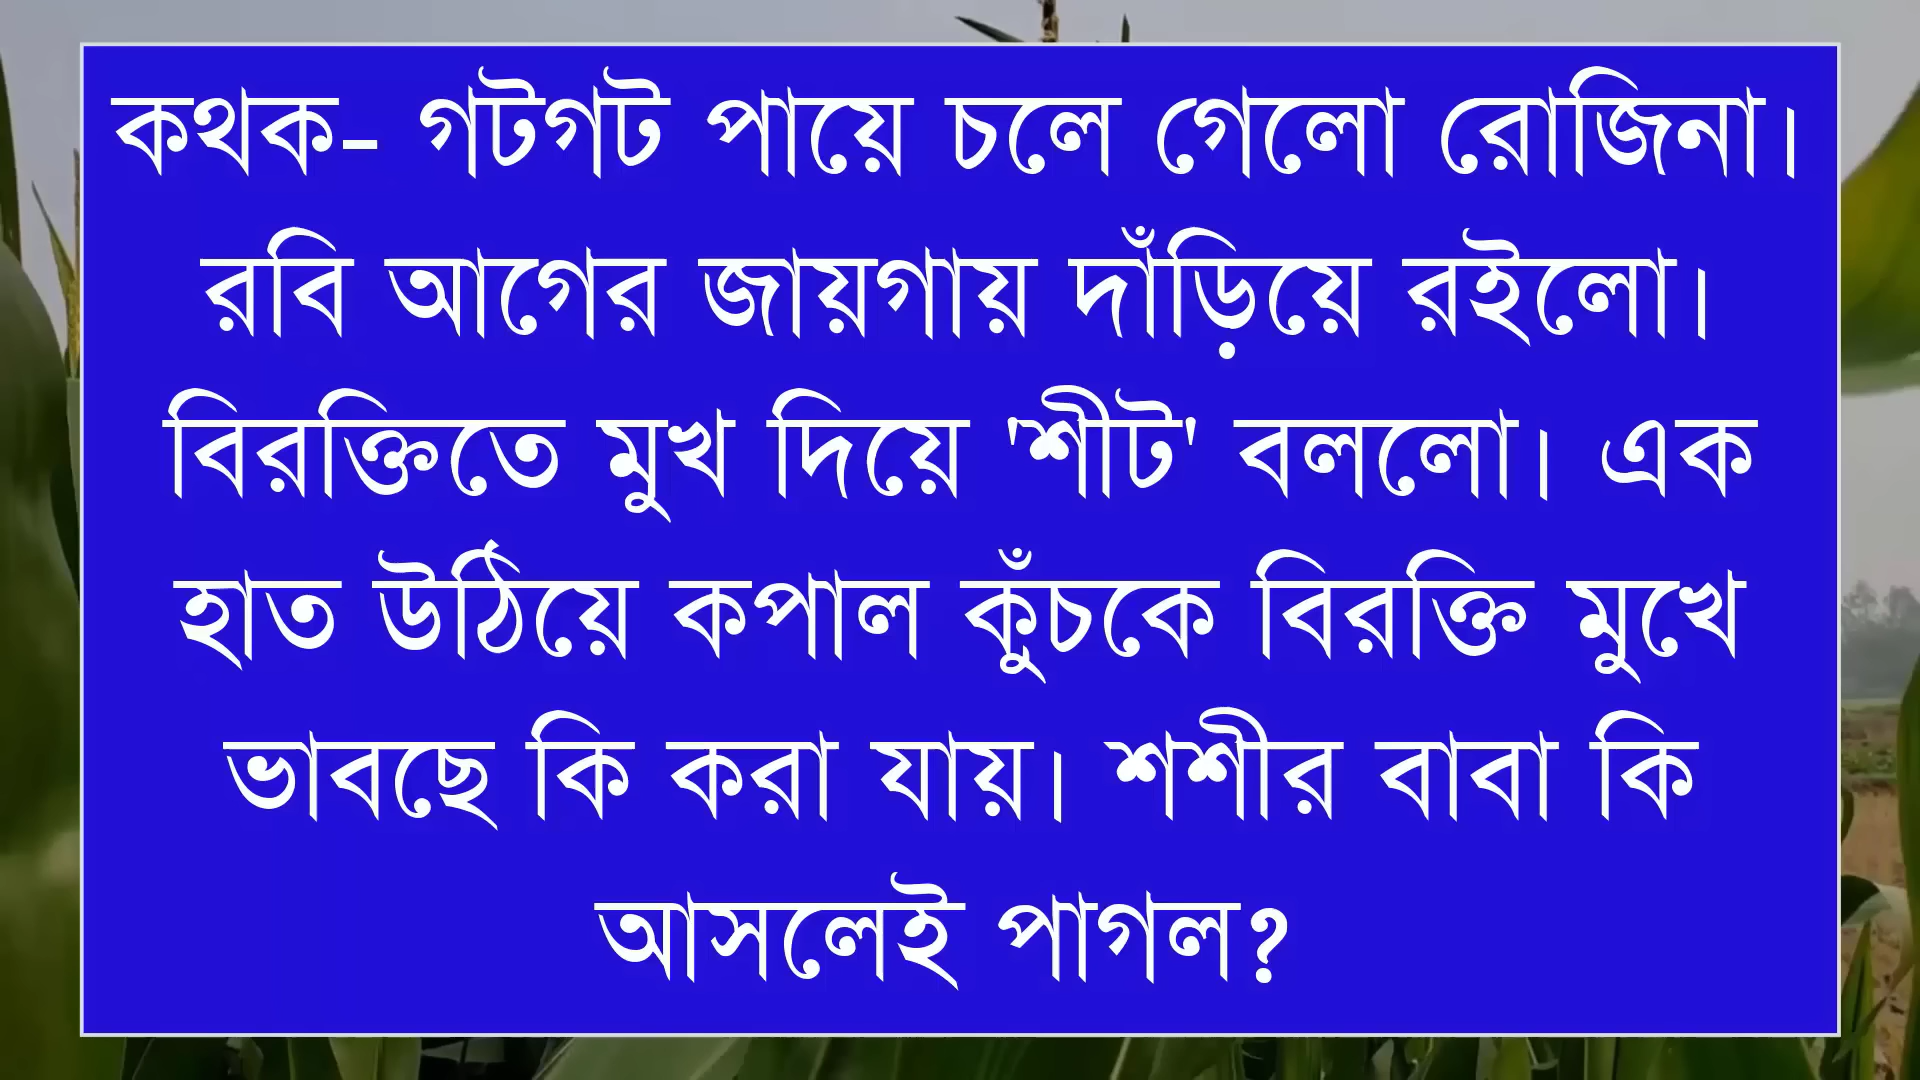 কথক- গটগট পায়ে চলে গেলো রোজিনা।
রবি আগের জায়গায় দাঁড়িয়ে রইলো।
বিরক্তিতে মুখ দিয়ে 'শীট' বললো। এক
হাত উঠিয়ে কপাল কুঁচকে বিরক্তি মুখে
ভাবছে কি করা যায়। শশীর বাবা কি
আসলেই পাগল?